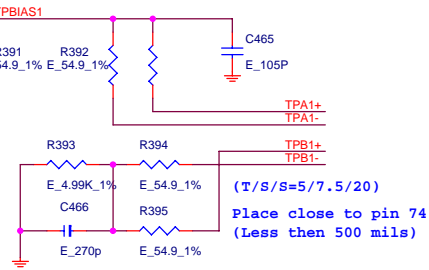 TPBIAS1
R391
R392
C465
54.9_1%
E_54.9_1%
E_105P
TPA1+
TPA1-
TPB1+
TPB1-
R393
R394
E_4.99K_1%
E_54.9_1%
(T/S/S=5/7.5/20)
C466
R395
Place close to pin 74
(Less then 500 mils)
E_270p
E_54.9_1%